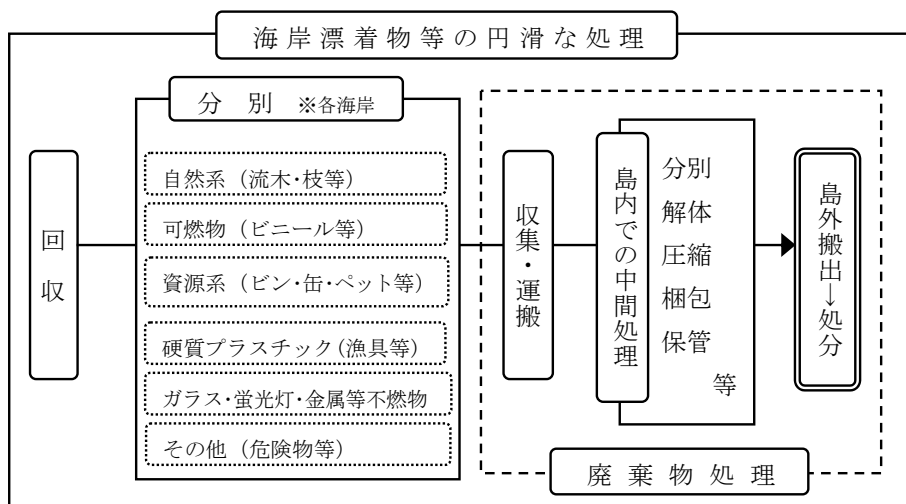 海岸漂着物等の円滑な処理
分別 ※各海岸
回収
自然系（流木・枝等）
可燃物（ビニール等）
資源系（ビン・缶・ペット等）
硬質プラスチック（漁具等）
ガラス・蛍光灯・金属等不燃物
その他（危険物等）
収集・運搬
島内での中間処理
分別
解体
圧縮
梱包
保管
等
島外搬出→処分
廃棄物処理